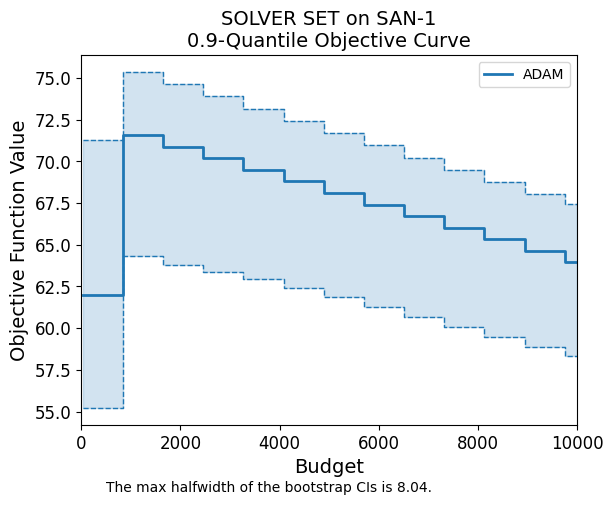 SOLVER SET on SAN-1
0.9-Quantile Objective Curve
ADAM
Objective Function Value
75.0
72.5
70.0
67.5
65.0
62.5
60.0
57.5
55.0
0 2000 4000 6000 8000 10000
Budget
The max halfwidth of the bootstrap CIs is 8.04.